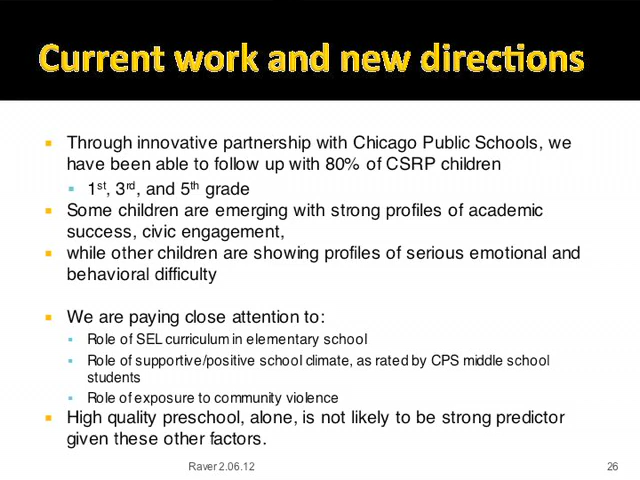 Current work and new directions
Through innovative partnership with Chicago Public Schools, we
have been able to follow up with 80% of CSRP children
1st, 3rd, and 5th grade
Some children are emerging with strong profiles of academic
success, civic engagement,
while other children are showing profiles of serious emotional and
behavioral difficulty
We are paying close attention to:
Role of SEL curriculum in elementary school
Role of supportive/positive school climate, as rated by CPS middle school
students
Role of exposure to community violence
High quality preschool, alone, is not likely to be strong predictor
given these other factors.
Raver 2.06.12
26